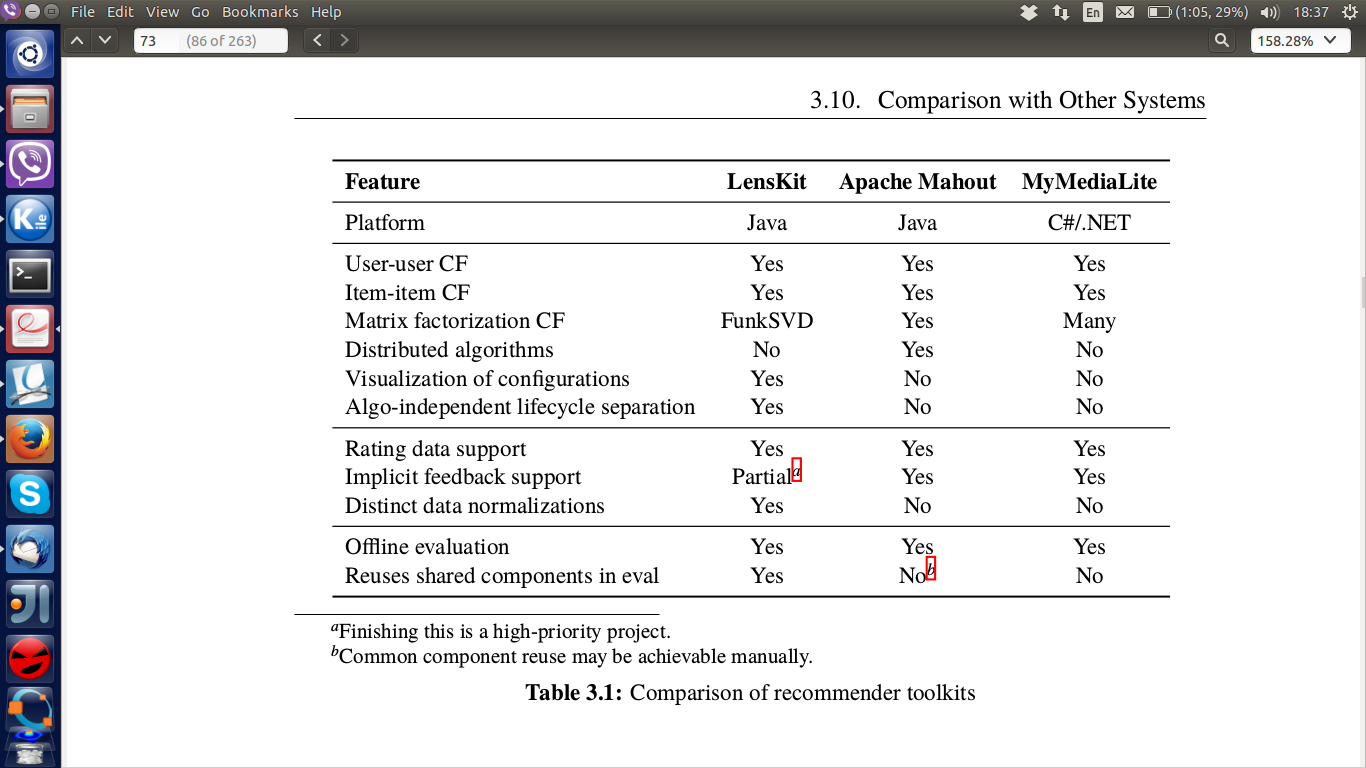 File Edit View Go Bookmarks Help En (1:05, 29%) 18:37
73 (86 of 263) 158.28%
3.10. Comparison with Other Systems
Feature LensKit Apache Mahout MyMediaLite
Platform Java Java C#/.NET
User-user CF Yes Yes Yes
Item-item CF Yes Yes Yes
Matrix factorization CF FunkSVD Yes Many
Distributed algorithms No Yes No
Visualization of configurations Yes No No
Algo-independent lifecycle separation Yes No No
Rating data support Yes Yes Yes
Implicit feedback support Partiala Yes Yes
Distinct data normalizations Yes No No
Offline evaluation Yes Yes Yes
Reuses shared components in eval Yes Nob No
aFinishing this is a high-priority project.
bCommon component reuse may be achievable manually.
Table 3.1: Comparison of recommender toolkits
Kile
>_
S
JI